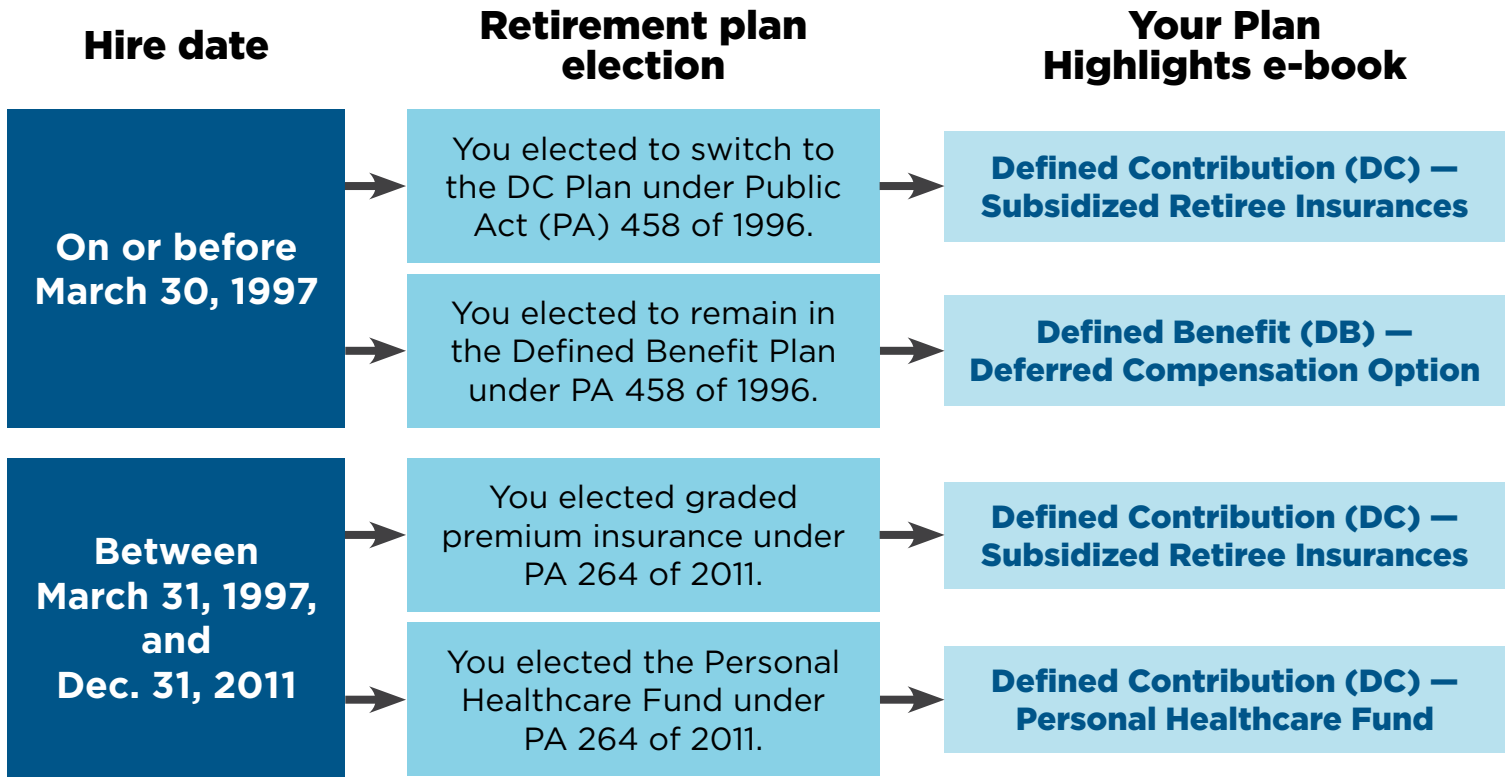 Hire date
Retirement plan
election
Your Plan
Highlights e-book
On or before
March 30, 1997
You elected to switch to
the DC Plan under Public
Act (PA) 458 of 1996.
Defined Contribution (DC) —
Subsidized Retiree Insurances
You elected to remain in
the Defined Benefit Plan
under PA 458 of 1996.
Defined Benefit (DB) —
Deferred Compensation Option
Between
March 31, 1997,
and
Dec. 31, 2011
You elected graded
premium insurance under
PA 264 of 2011.
Defined Contribution (DC) —
Subsidized Retiree Insurances
You elected the Personal
Healthcare Fund under
PA 264 of 2011.
Defined Contribution (DC) —
Personal Healthcare Fund